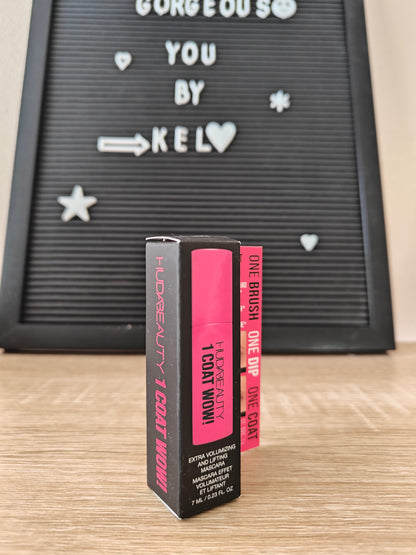 GORGEOUS
YOU
BY
KEL
HUDABEAUTY 1 COAT WOW!
HUDABEAUTY
1 COAT WOW!
EXTRA VOLUMIZING
AND LIFTING
MASCARA
MASCARA EFFET
VOLUMATEUR
ET LIFTANT
7 ML / 0.23 FL. OZ
ONE BRUSH
ONE DIP
ONE COAT